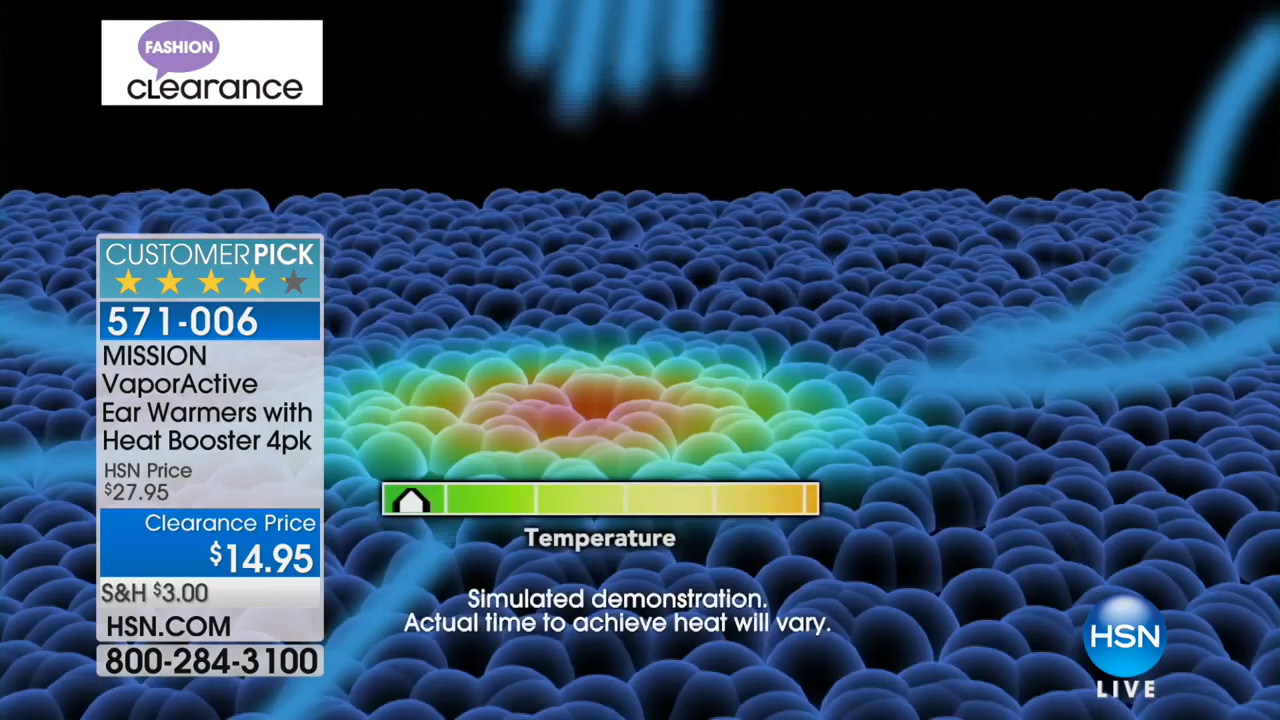 FASHION
CLearance
CUSTOMER PICK
571-006
MISSION
VaporActive
Ear Warmers with
Heat Booster 4pk
HSN Price
$27.95
Clearance Price
$14.95
S&H $3.00
HSN.COM
800-284-3100
Temperature
Simulated demonstration.
Actual time to achieve heat will vary.
HSN
LIVE